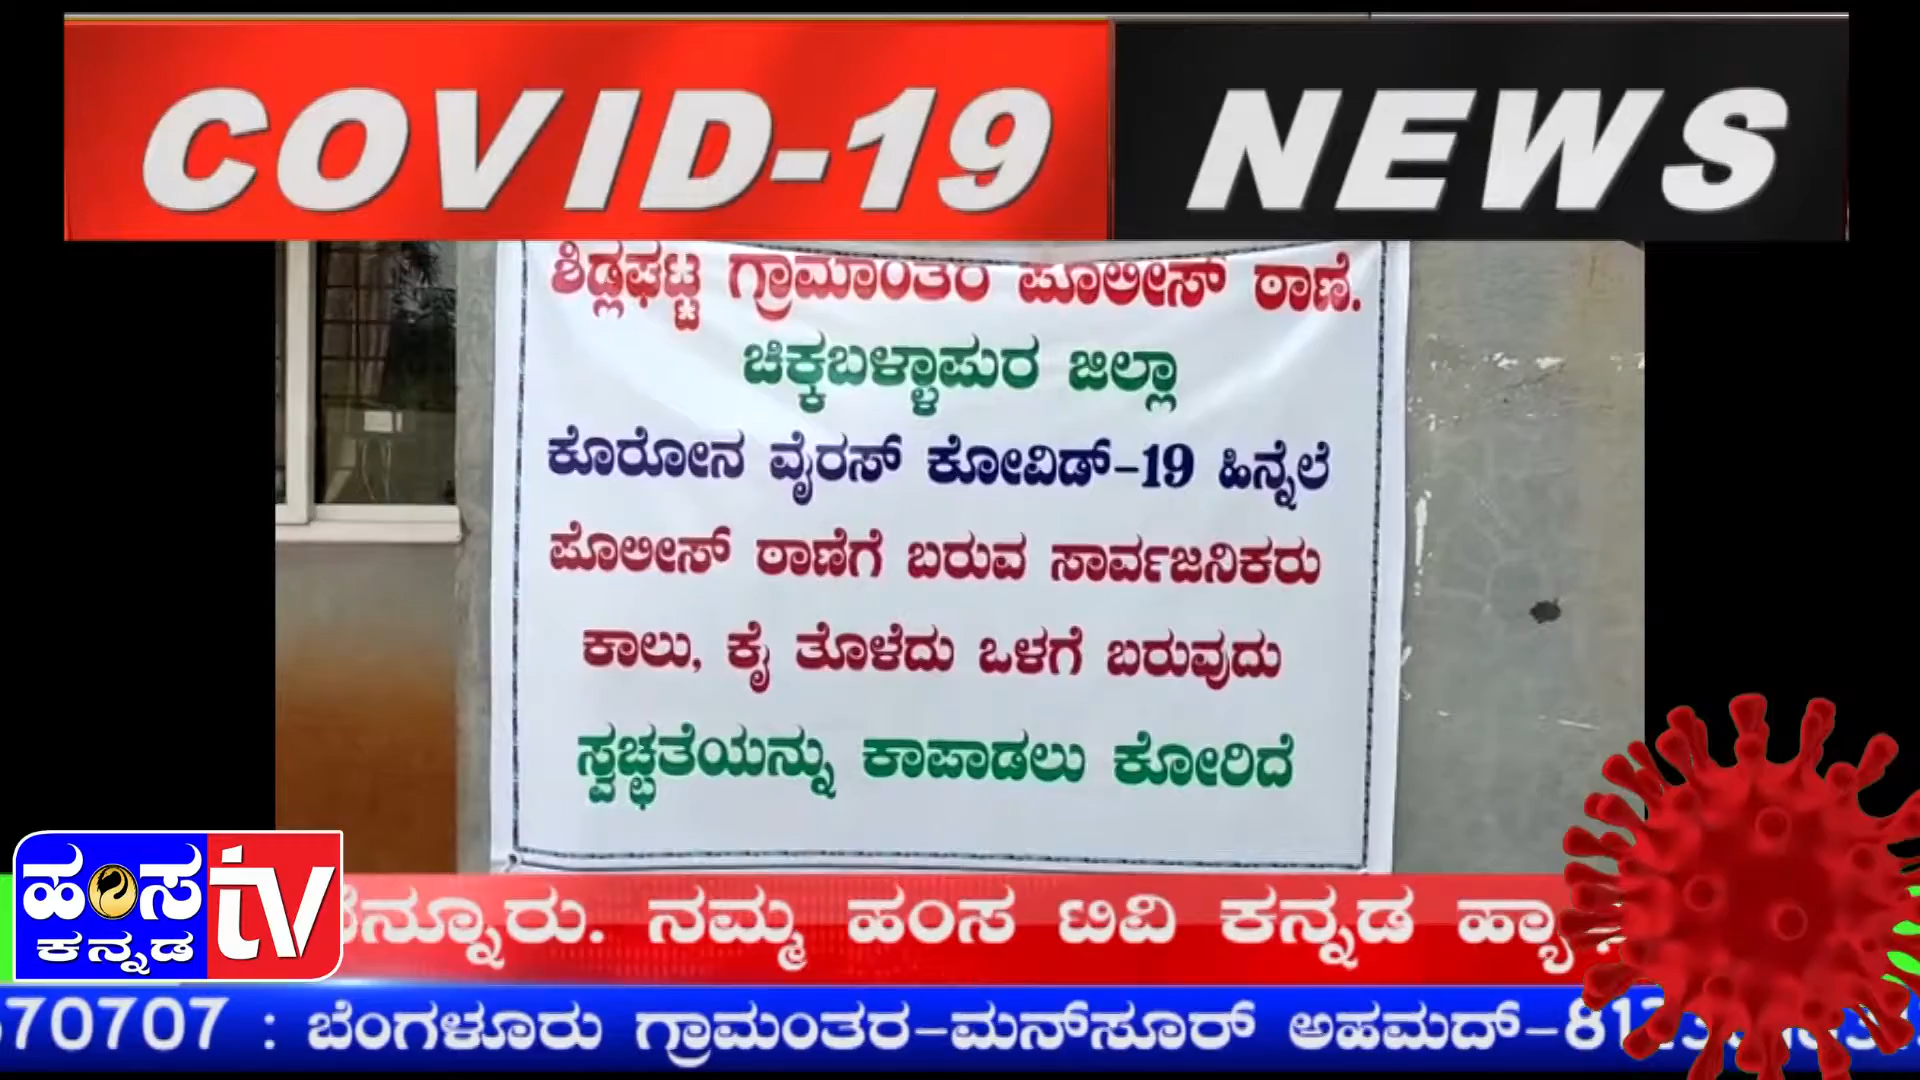 COVID-19 NEWS
ಶಿಡ್ಲಘಟ್ಟ ಗ್ರಾಮಾಂತರ ಪೊಲೀಸ್ ಠಾಣೆ.
ಚಿಕ್ಕಬಳ್ಳಾಪುರ ಜಿಲ್ಲಾ
ಕೊರೋನ ವೈರಸ್ ಕೋವಿಡ್-19 ಹಿನ್ನೆಲೆ
ಪೊಲೀಸ್ ಠಾಣೆಗೆ ಬರುವ ಸಾರ್ವಜನಿಕರು
ಕಾಲು, ಕೈ ತೊಳೆದು ಒಳಗೆ ಬರುವುದು
ಸ್ವಚ್ಛತೆಯನ್ನು ಕಾಪಾಡಲು ಕೋರಿದೆ
ಹಂಸ tv
ಕನ್ನಡ
ನಮ್ಮ ಹಂಸ ಟಿವಿ ಕನ್ನಡ
70707 : ಬೆಂಗಳೂರು ಗ್ರಾಮಂತರ-ಮನ್‌ಸೂರ್ ಅಹಮದ್-